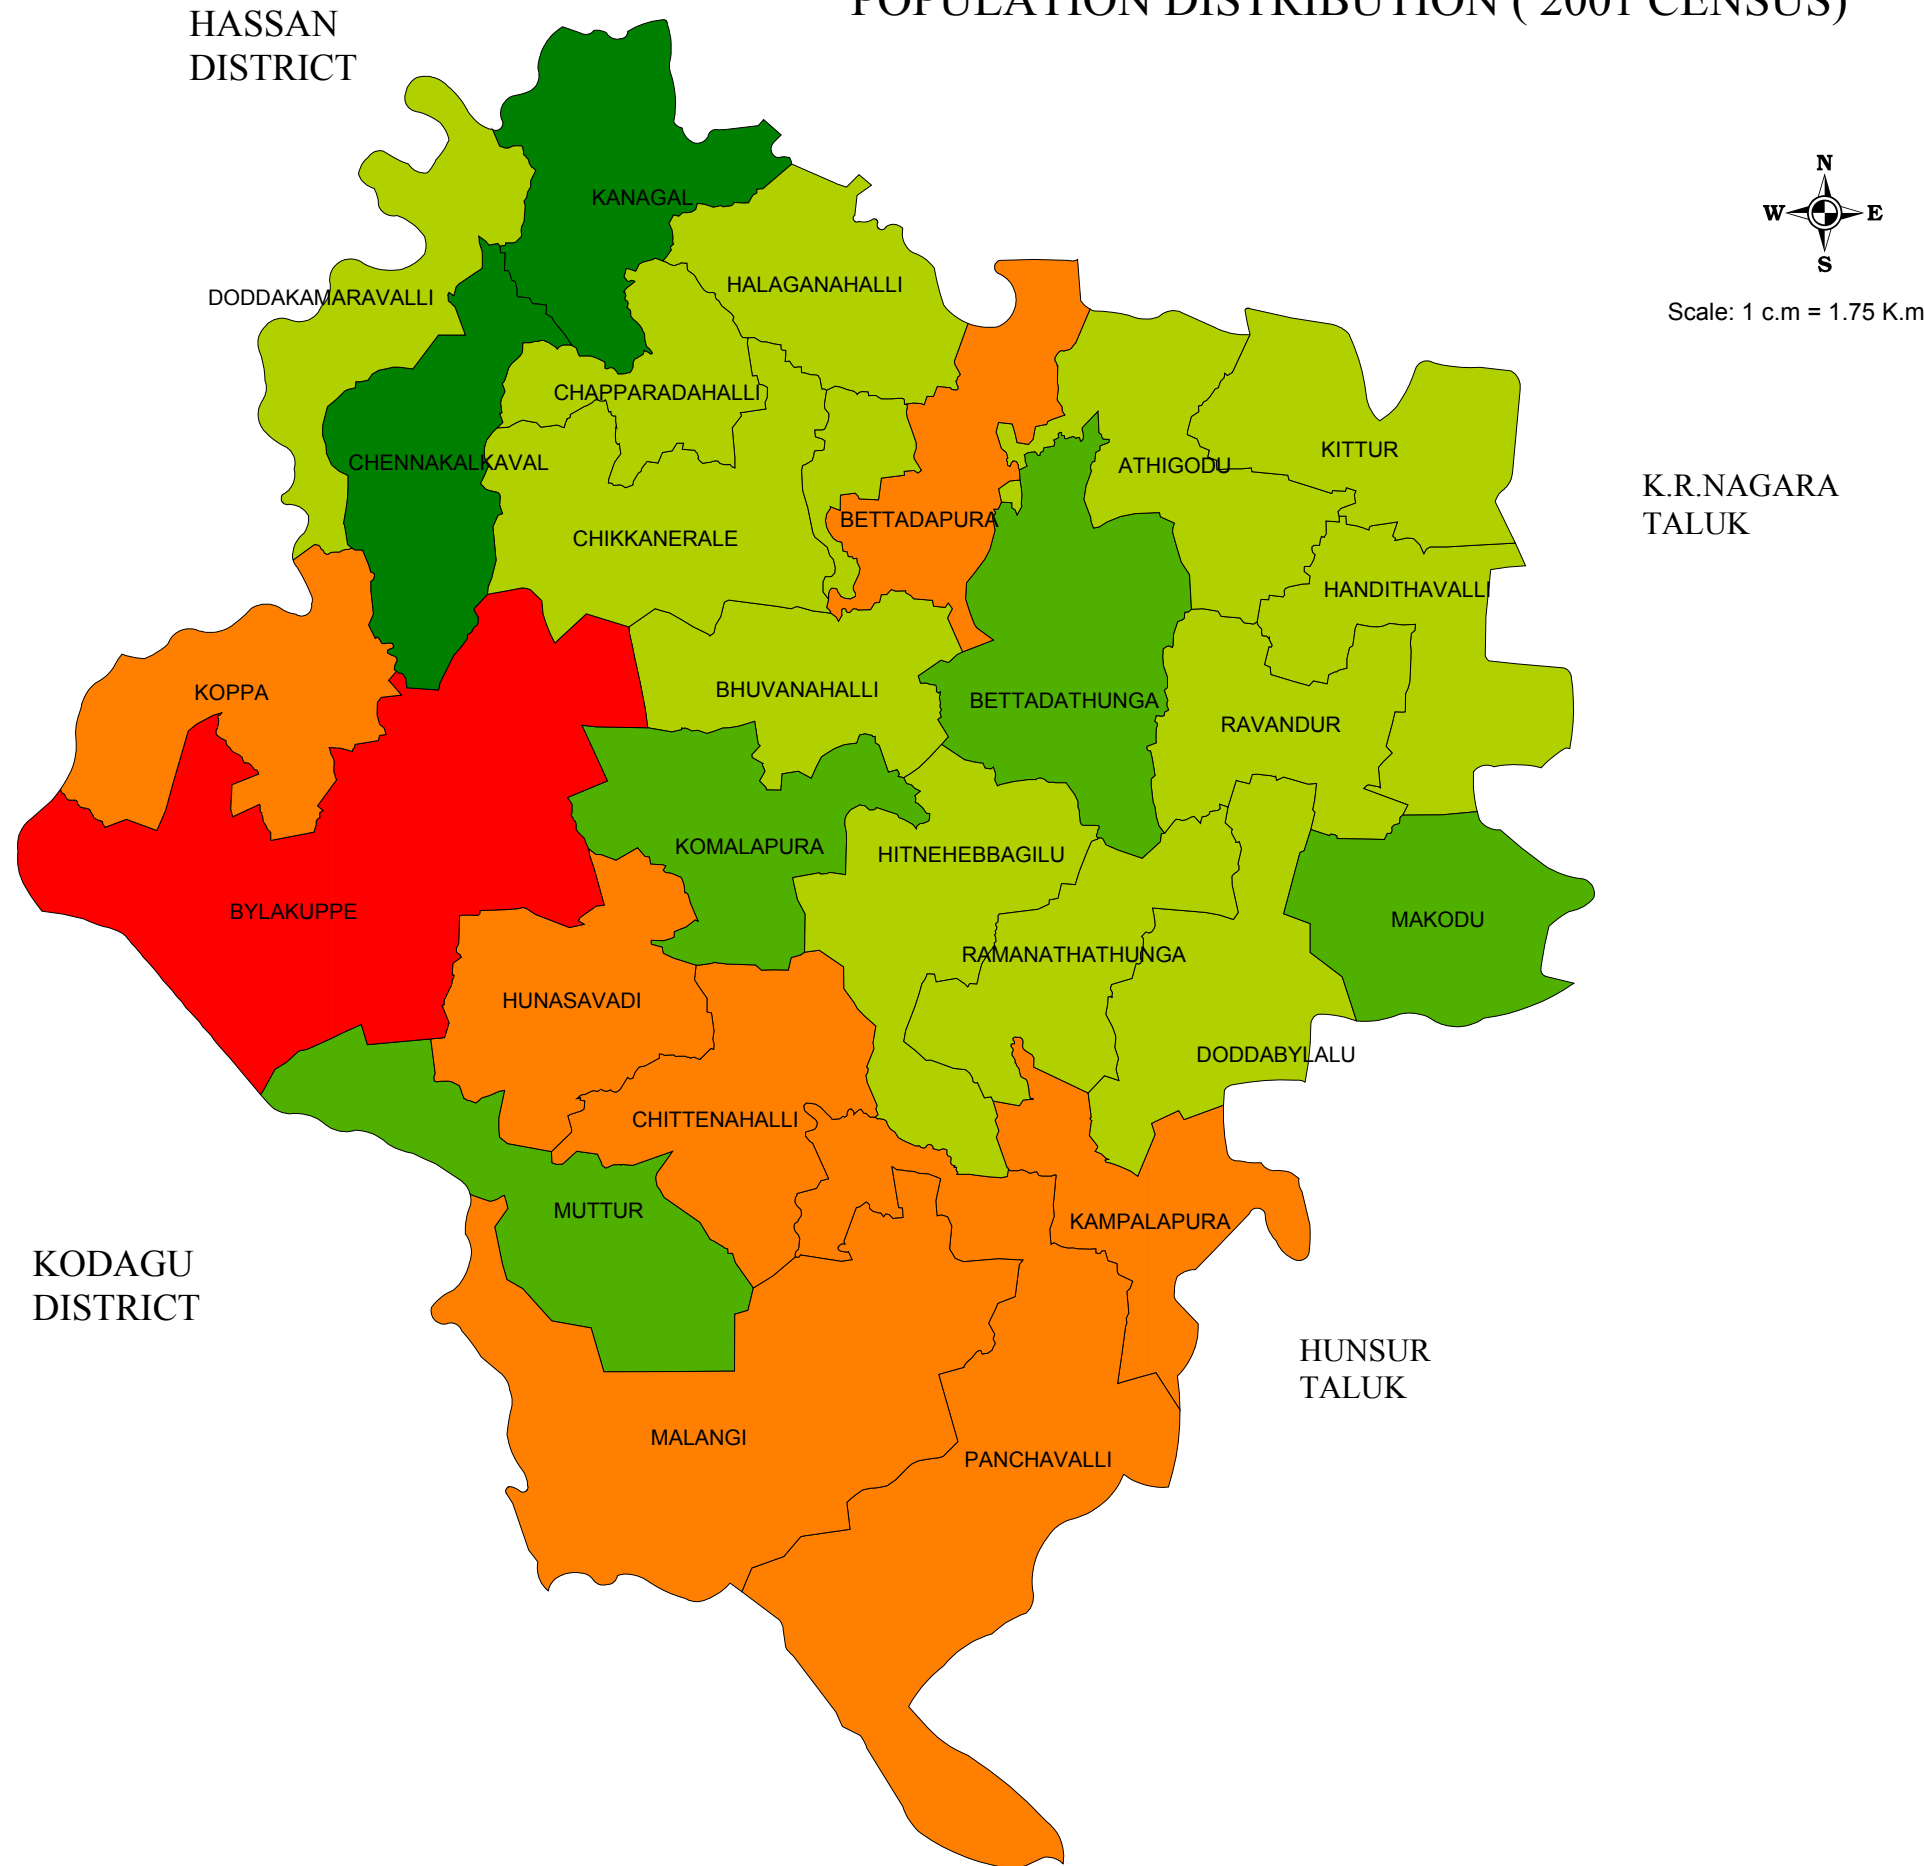 POPULATION DISTRIBUTION ( 2001 CENSUS)
HASSAN
DISTRICT
N
W E
S
Scale: 1 c.m = 1.75 K.m
KANAGAL
HALAGANAHALLI
DODDAKAMARAVALLI
CHAPPARADAHALLI
KITTUR
CHENNAKALKAVAL
ATHIGODU
K.R.NAGARA
TALUK
BETTADAPURA
CHIKKANERALE
HANDITHAVALLI
KOPPA
BHUVANAHALLI
BETTADATHUNGA
RAVANDUR
KOMALAPURA
HITNEHEBBAGILU
BYLAKUPPE
MAKODU
RAMANATHATHUNGA
HUNASAVADI
DODDABYLALU
CHITTENAHALLI
MUTTUR
KAMPALAPURA
KODAGU
DISTRICT
HUNSUR
TALUK
MALANGI
PANCHAVALLI